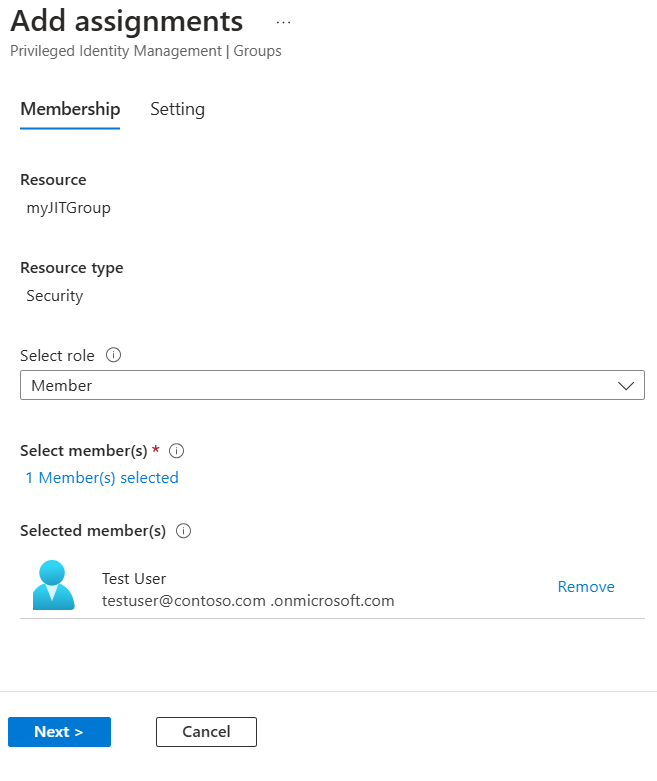 Add assignments ...
Privileged Identity Management | Groups
Membership Setting
Resource
myJITGroup
Resource type
Security
Select role
Member
Select member(s) *
1 Member(s) selected
Selected member(s)
Test User
testuser@contoso.com .onmicrosoft.com
Remove
Next > Cancel